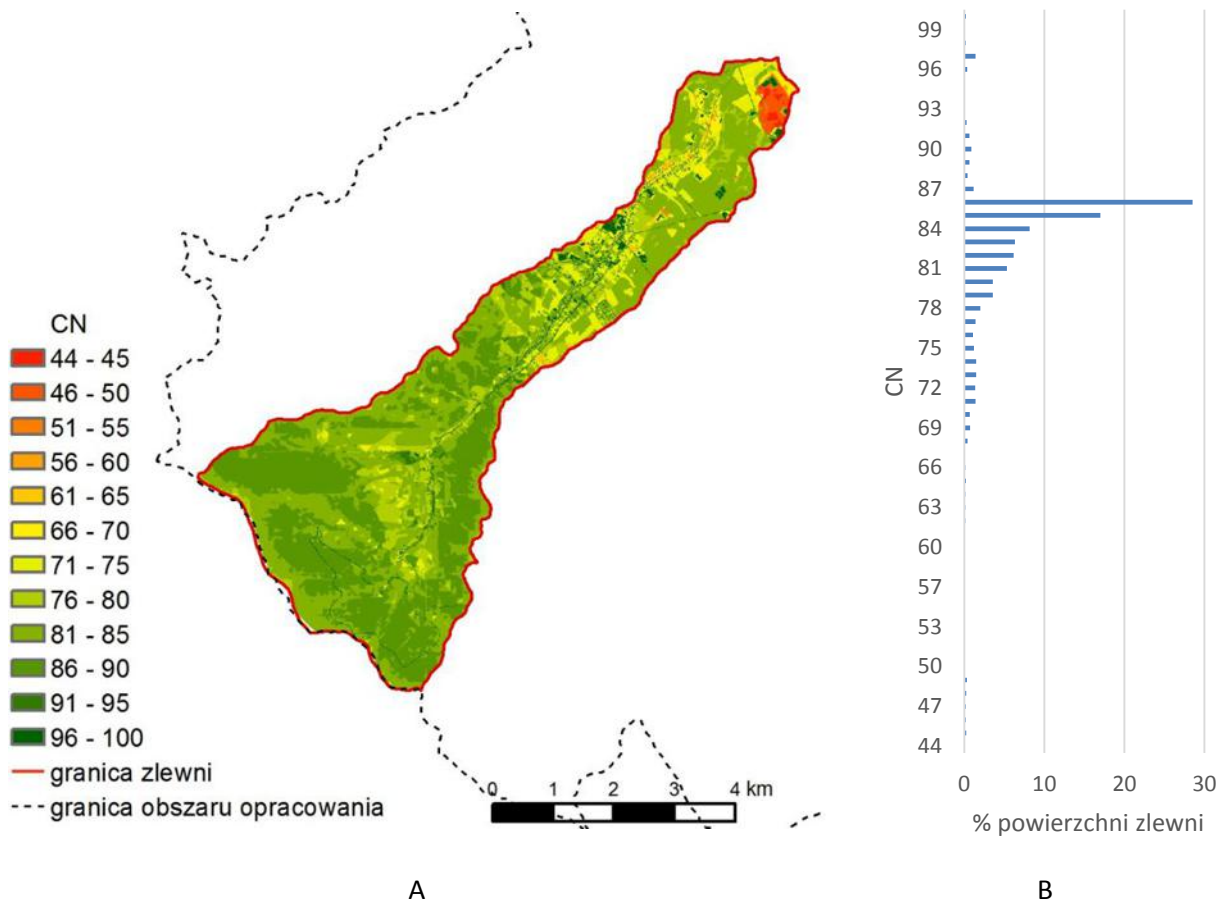 CN
44 - 45
46 - 50
51 - 55
56 - 60
61 - 65
66 - 70
71 - 75
76 - 80
81 - 85
86 - 90
91 - 95
96 - 100
granica zlewni
granica obszaru opracowania
0 1 2 3 4 km
A
99
96
93
90
87
84
81
78
75
72
69
66
63
60
57
53
50
47
44
CN
0 10 20 30
% powierzchni zlewni
B